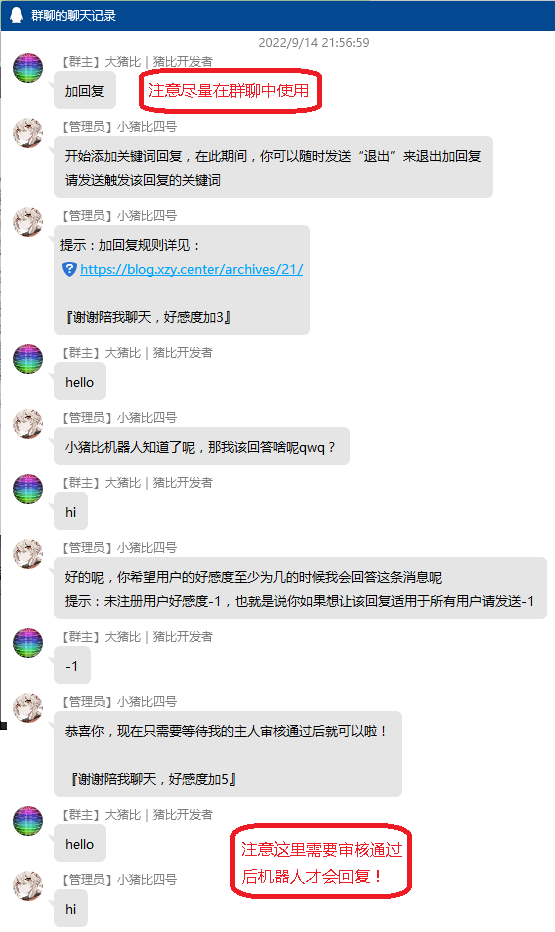 群聊的聊天记录
2022/9/14 21:56:59
【群主】大猪比｜猪比开发者
加回复
注意尽量在群聊中使用
【管理员】小猪比四号
开始添加关键词回复，在此期间，你可以随时发送“退出”来退出加回复
请发送触发该回复的关键词
【管理员】小猪比四号
提示：加回复规则详见：
https://blog.xzy.center/archives/21/
『谢谢陪我聊天，好感度加3』
【群主】大猪比｜猪比开发者
hello
【管理员】小猪比四号
小猪比机器人知道了呢，那我该回答啥呢qwq？
【群主】大猪比｜猪比开发者
hi
【管理员】小猪比四号
好的呢，你希望用户的好感度至少为几的时候我会回答这条消息呢
提示：未注册用户好感度-1，也就是说你如果想让该回复适用于所有用户请发送-1
【群主】大猪比｜猪比开发者
-1
【管理员】小猪比四号
恭喜你，现在只需要等待我的主人审核通过后就可以啦！
『谢谢陪我聊天，好感度加5』
【群主】大猪比｜猪比开发者
hello
注意这里需要审核通过
后机器人才会回复！
【管理员】小猪比四号
hi